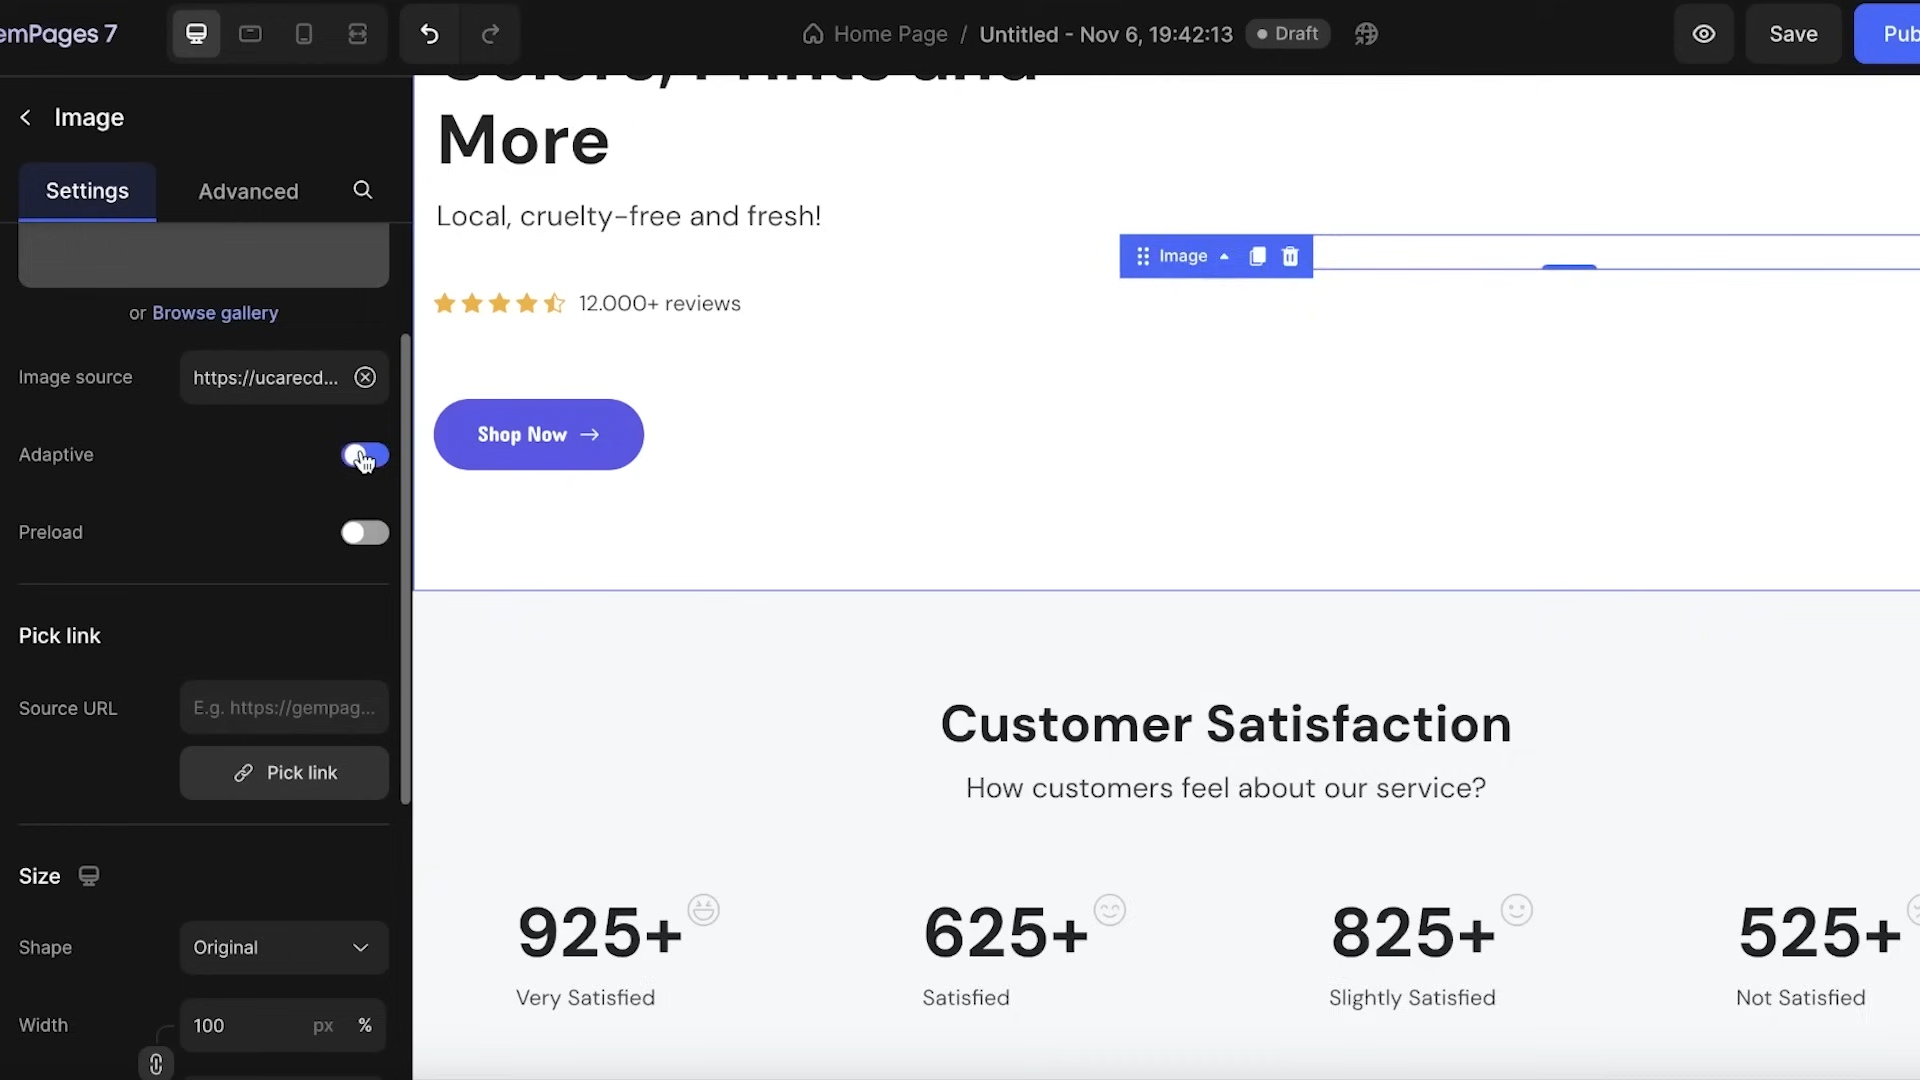 emPages 7
Home Page / Untitled - Nov 6, 19:42:13 Draft
Save
Pub
Image
Settings
Advanced
or Browse gallery
Image source
https://ucarecd...
Adaptive
Preload
Pick link
Source URL
E.g. https://gempag...
Pick link
Size
Shape
Original
Width
100 px %
Colors, Prints and
More
Local, cruelty-free and fresh!
12.000+ reviews
Shop Now →
Image
Customer Satisfaction
How customers feel about our service?
925+
Very Satisfied
625+
Satisfied
825+
Slightly Satisfied
525+
Not Satisfied